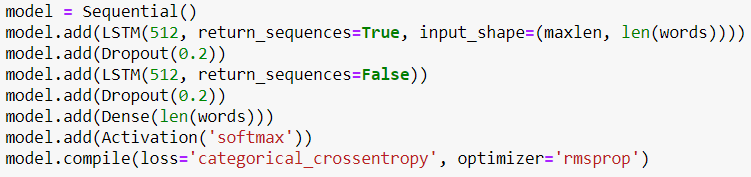 model = Sequential()
model.add(LSTM(512, return_sequences=True, input_shape=(maxlen, len(words))))
model.add(Dropout(0.2))
model.add(LSTM(512, return_sequences=False))
model.add(Dropout(0.2))
model.add(Dense(len(words)))
model.add(Activation('softmax'))
model.compile(loss='categorical_crossentropy', optimizer='rmsprop')